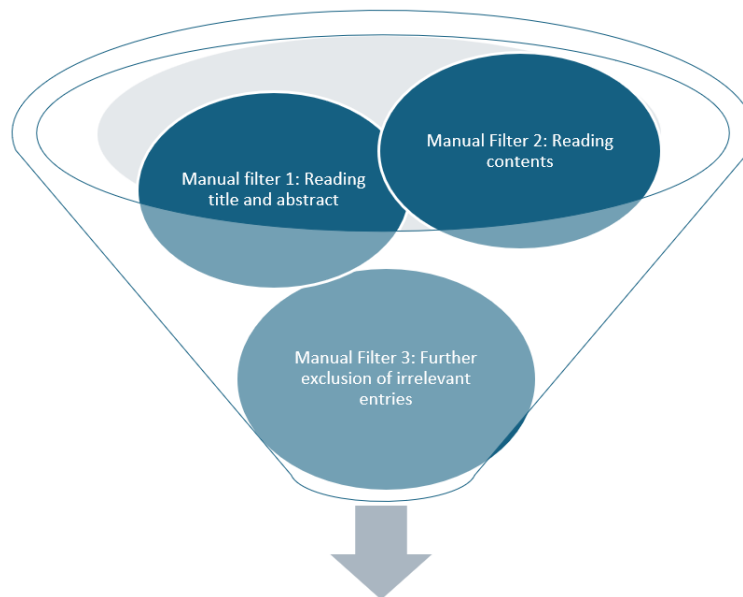 Manual filter 1: Reading
title and abstract
Manual Filter 2: Reading
contents
Manual Filter 3: Further
exclusion of irrelevant
entries